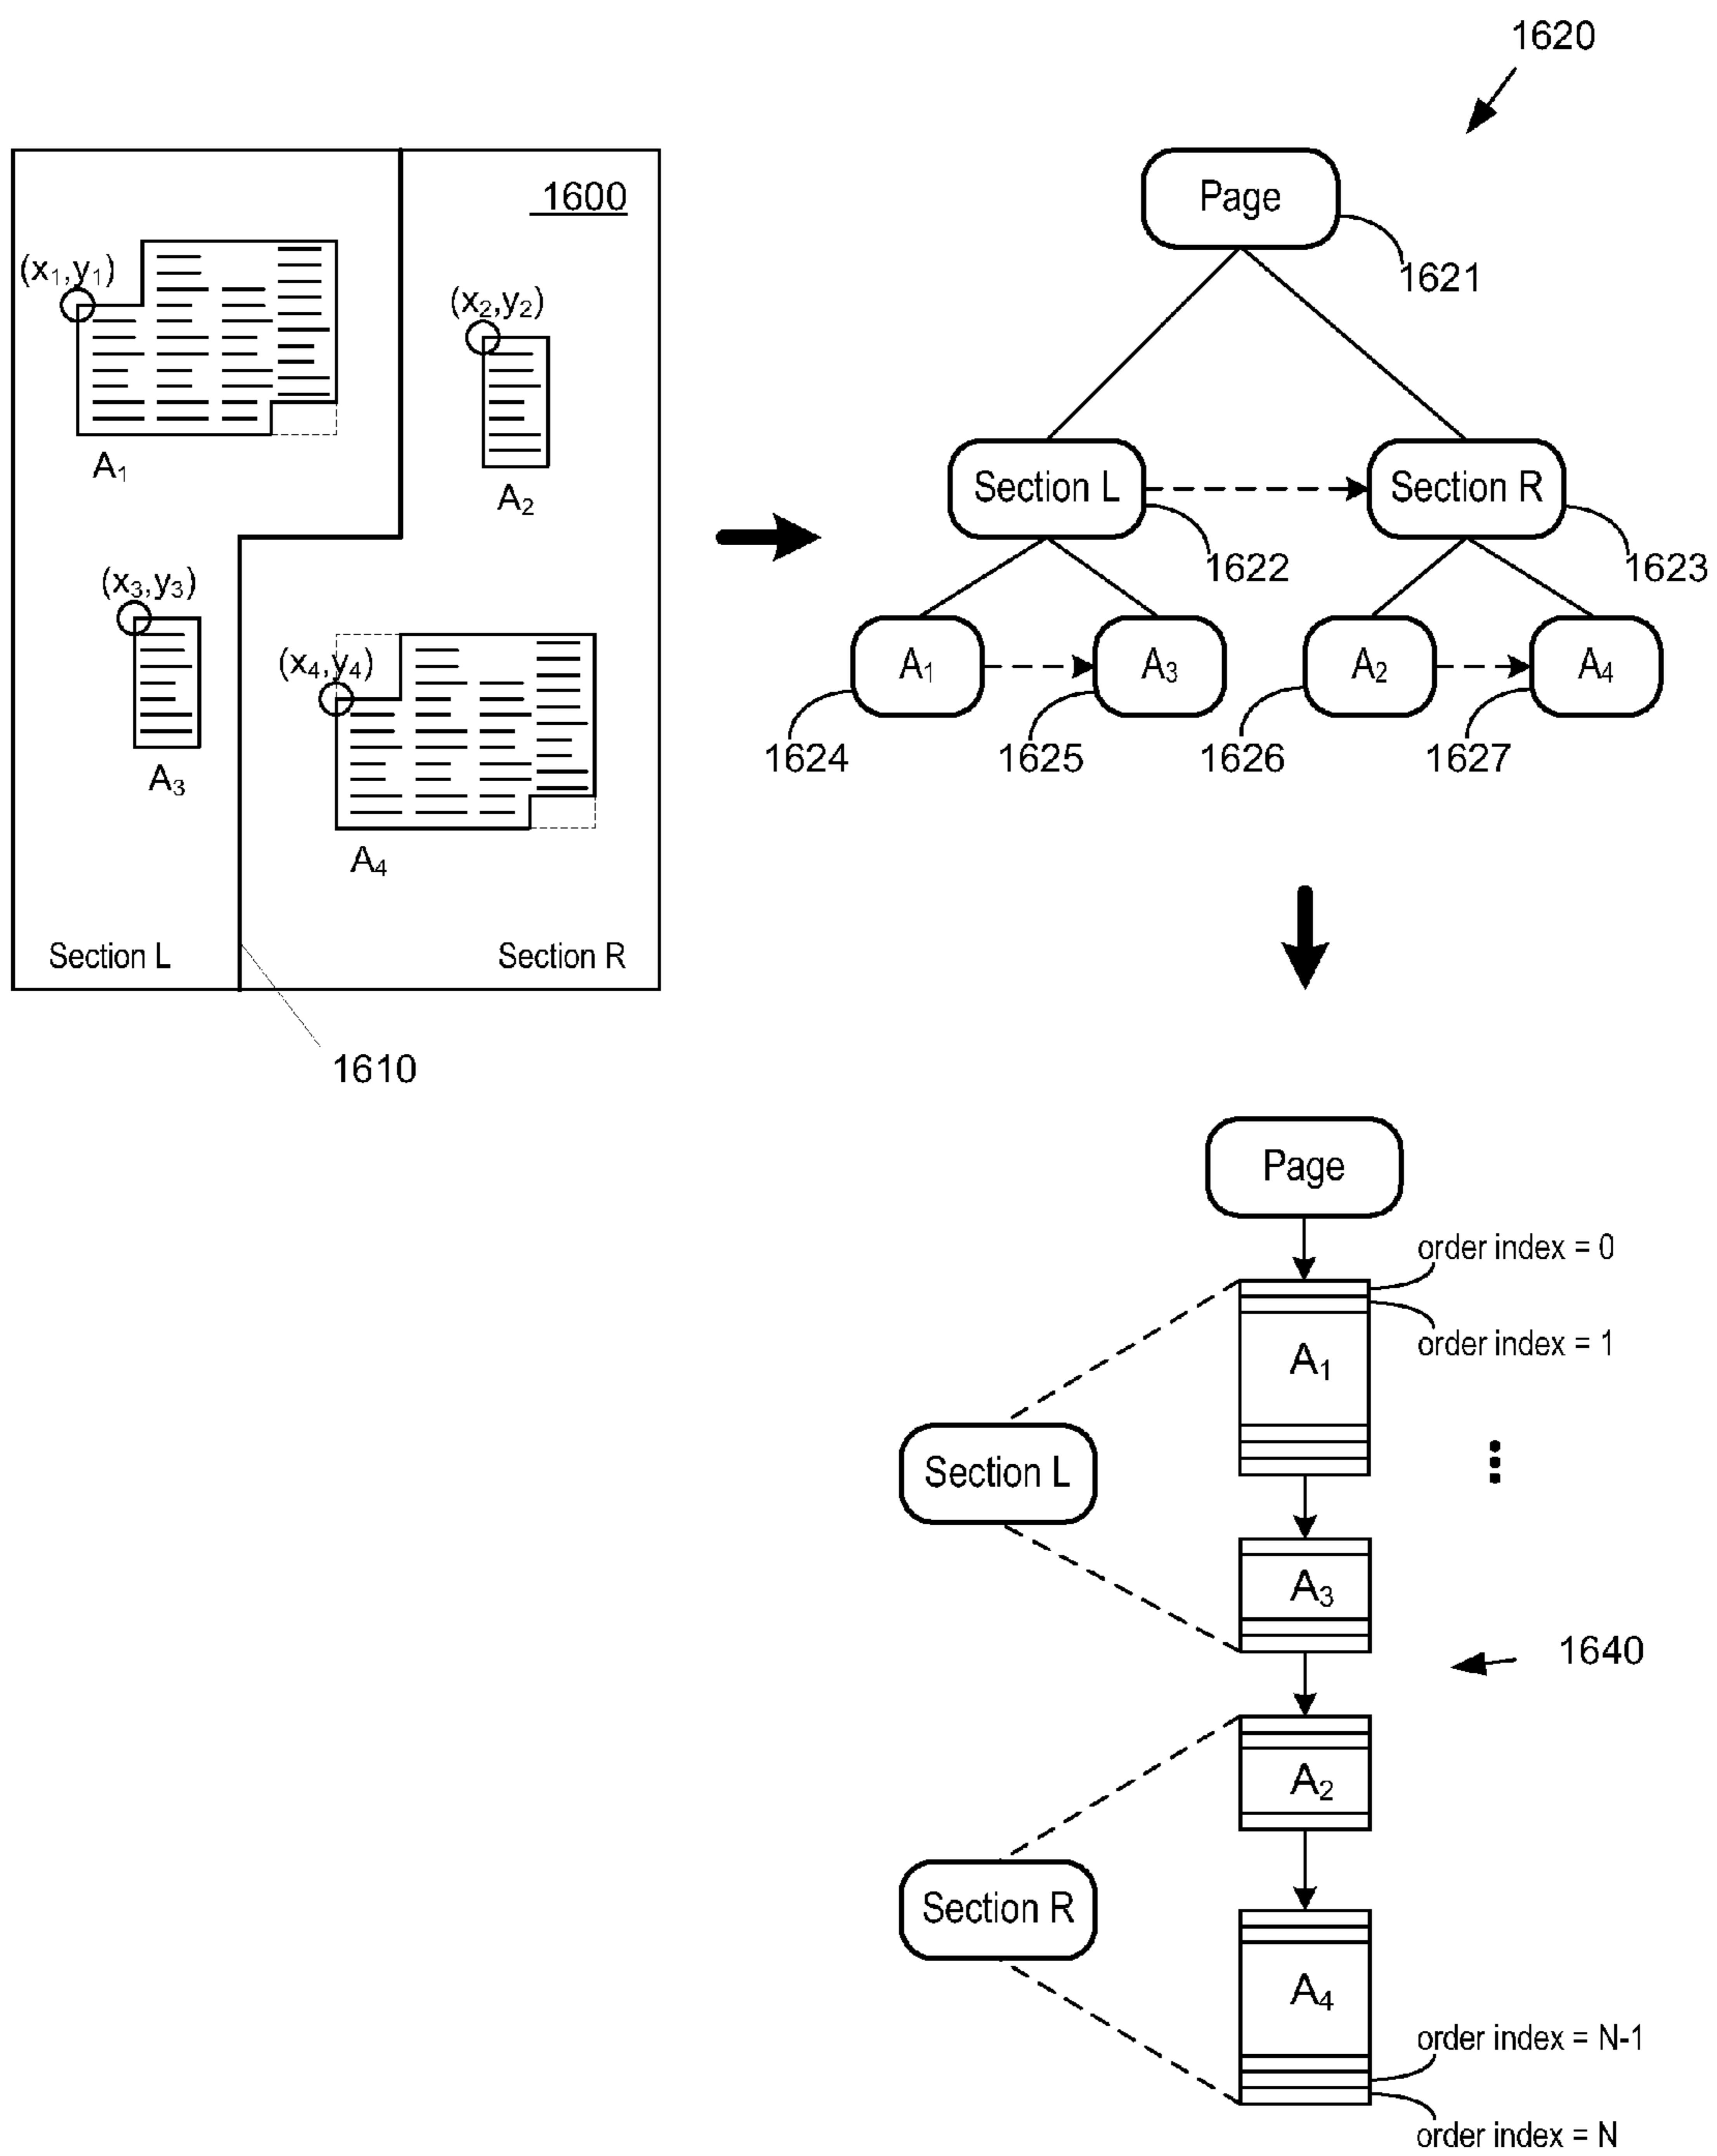 1620
1600
Page
1621
(x₁,y₁)
(x₂,y₂)
A₁
A₂
Section L
Section R
1622
1623
(x₃,y₃)
(x₄,y₄)
A₃
A₄
A₁
A₃
A₂
A₄
1624
1625
1626
1627
Section L
Section R
1610
Page
order index = 0
order index = 1
A₁
Section L
A₃
1640
A₂
Section R
A₄
order index = N-1
order index = N